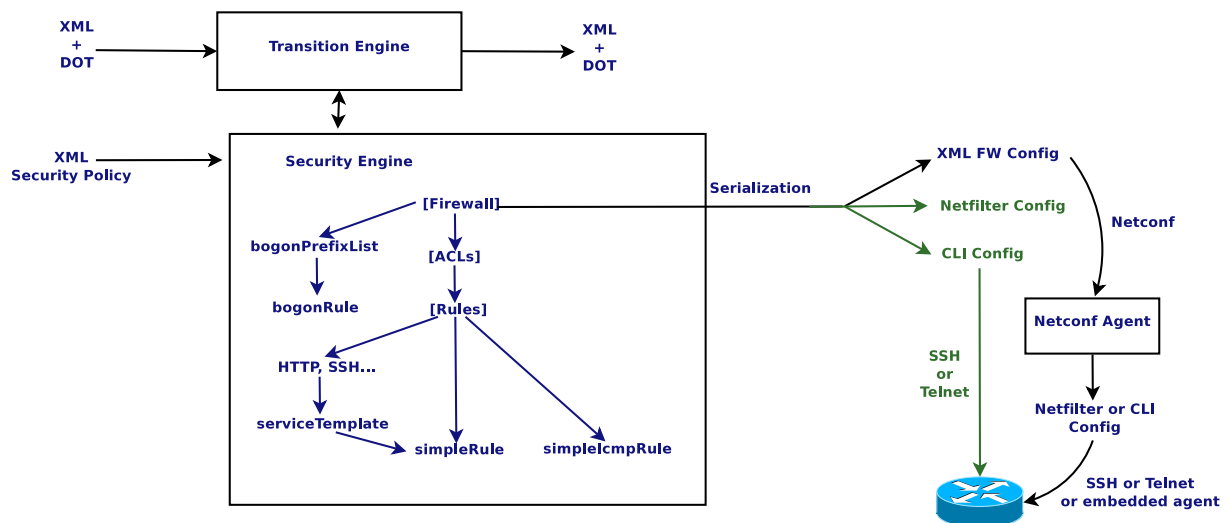 XML
+
DOT
Transition Engine
XML
+
DOT
XML
Security Policy
Security Engine
[Firewall]
bogonPrefixList
[ACLs]
bogonRule
[Rules]
HTTP, SSH...
serviceTemplate
simpleRule
simpleIcmpRule
Serialization
XML FW Config
Netfilter Config
CLI Config
Netconf
Netconf Agent
SSH
or
Telnet
Netfilter or CLI
Config
SSH or Telnet
or embedded agent